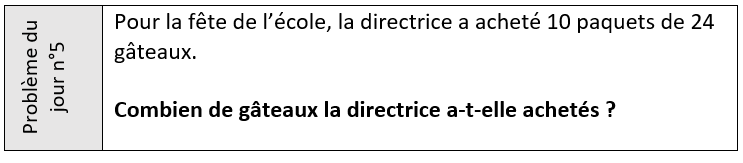 Problème du
jour n°5
Pour la fête de l'école, la directrice a acheté 10 paquets de 24
gâteaux.
Combien de gâteaux la directrice a-t-elle achetés ?